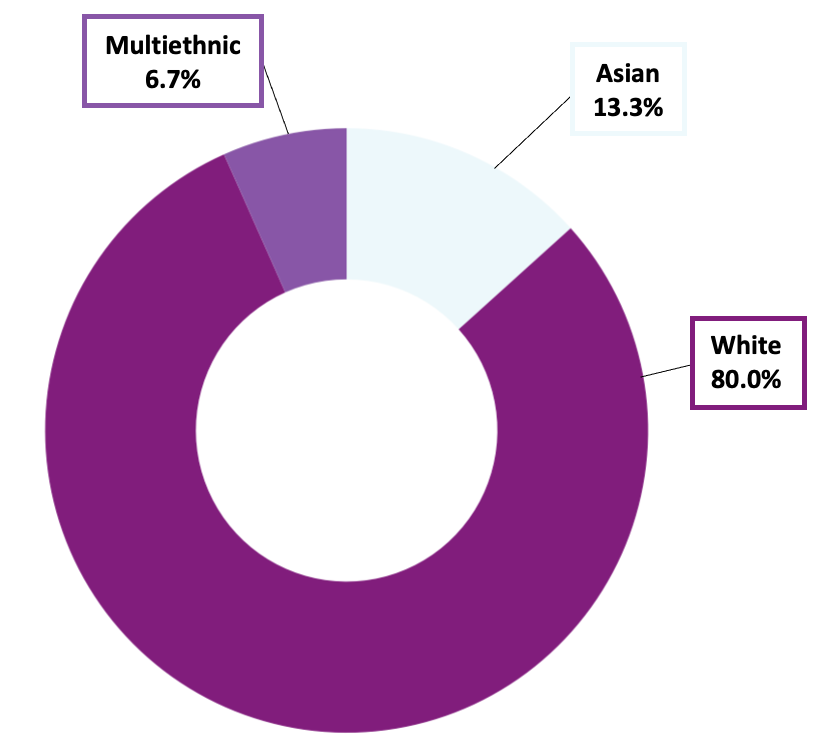 Multiethnic
6.7%
Asian
13.3%
White
80.0%